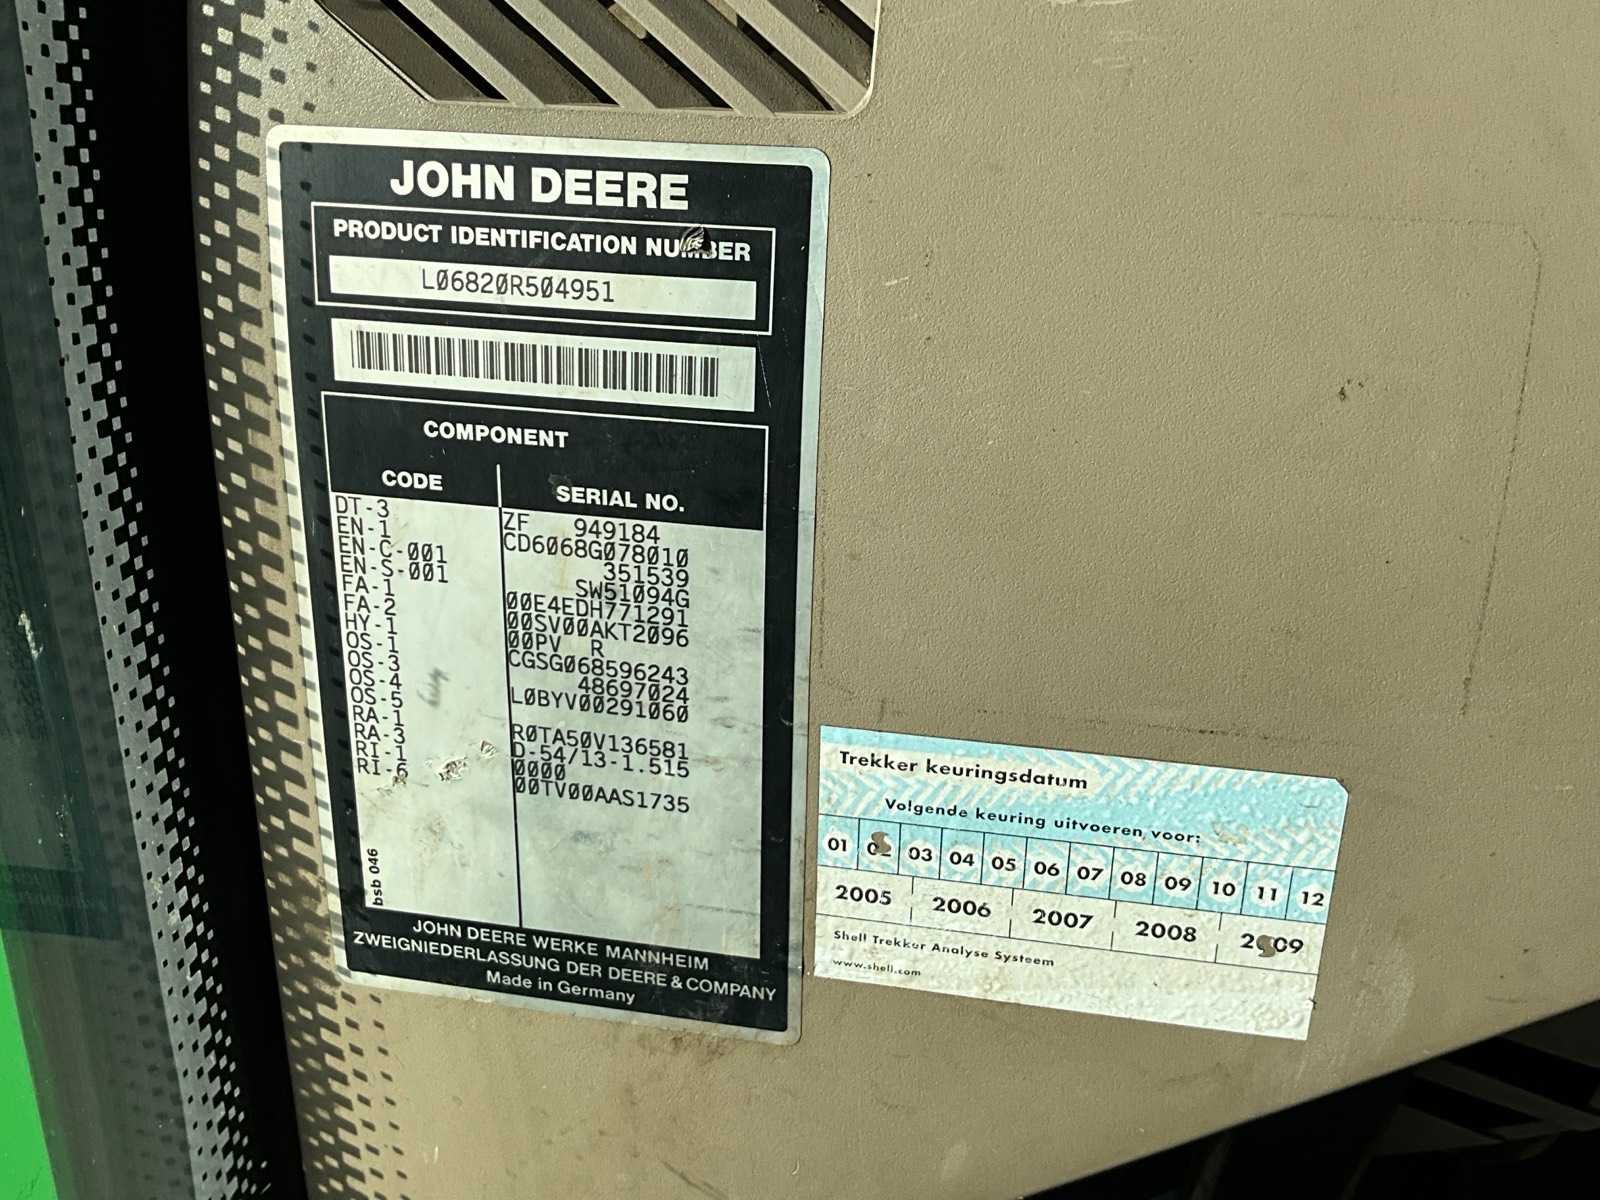 JOHN DEERE
PRODUCT IDENTIFICATION NUMBER
L06820R504951
COMPONENT
CODE SERIAL NO.
DT-3 ZF 949184
EN-1 CD6068G078010
EN-C-001 351539
EN-S-001 SW51094G
FA-1 00E4EDH771291
FA-2 00SV00AKT2096
HY-1 00PV R
OS-1 CGSG068596243
OS-3 48697024
OS-4 L0BYV00291060
OS-5
RA-1 R0TA50V136581
RA-3 D-54/13-1.515
RI-1 0000
RI-6 00TV00AAS1735
bsb 046
JOHN DEERE WERKE MANNHEIM
ZWEIGNIEDERLASSUNG DER DEERE & COMPANY
Made in Germany
Trekker keuringsdatum
Volgende keuring uitvoeren voor:
01 02 03 04 05 06 07 08 09 10 11 12
2005 2006 2007 2008 2009
Shell Trekker Analyse Systeem
www.shell.com